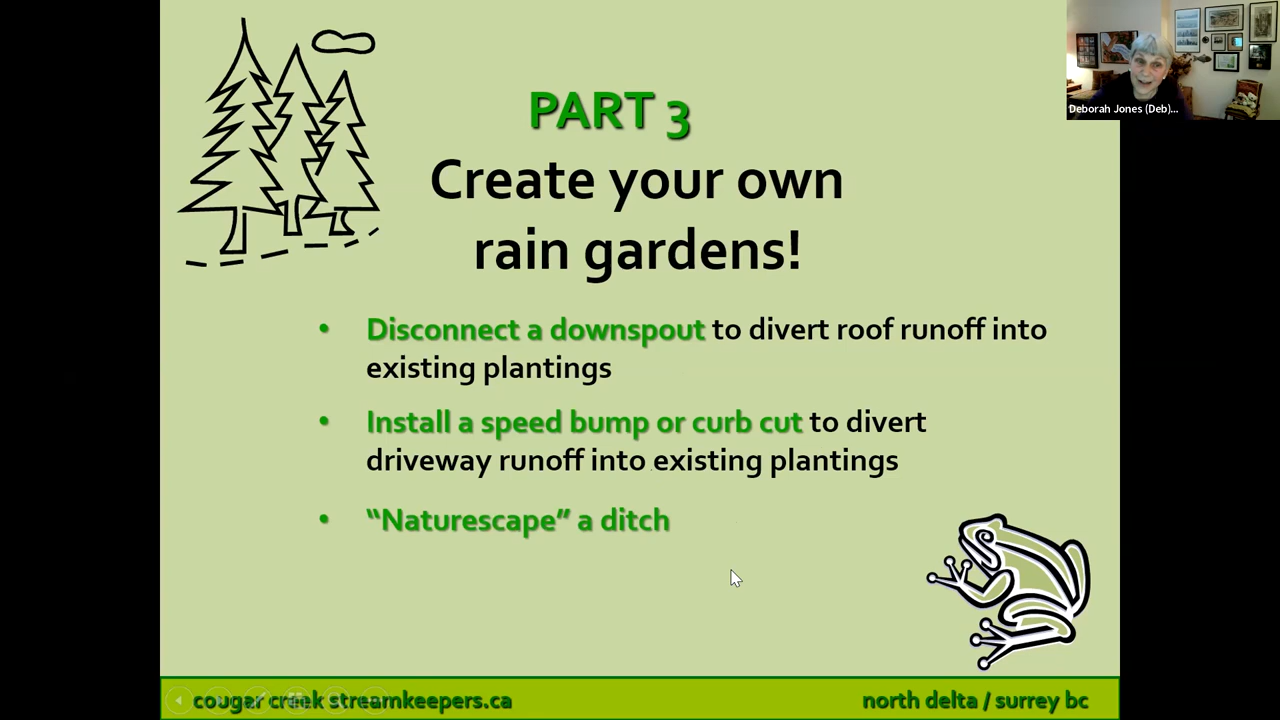 PART 3
Create your own
rain gardens!
• Disconnect a downspout to divert roof runoff into
existing plantings
• Install a speed bump or curb cut to divert
driveway runoff into existing plantings
• “Naturescape” a ditch
cougar creek streamkeepers.ca
north delta / surrey bc
Deborah Jones (Deb)...